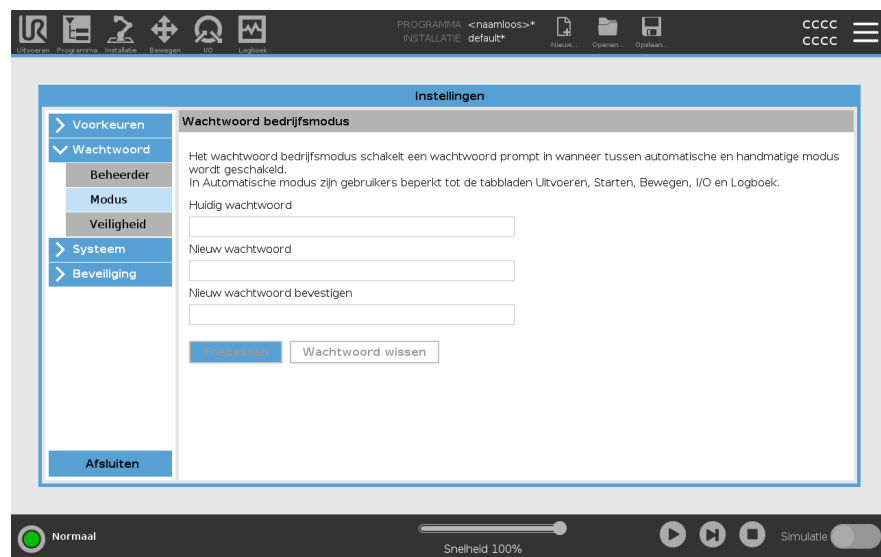 PROGRAMMA <naamloos>*
INSTALLATIE default*
cccc
cccc
Uitvoeren Programma Installatie Bewegen I/O Logboek
Nieuw... Openen... Opslaan...
Instellingen
Voorkeuren
Wachtwoord
Beheerder
Modus
Veiligheid
Systeem
Beveiliging
Afsluiten
Wachtwoord bedrijfsmodus
Het wachtwoord bedrijfsmodus schakelt een wachtwoord prompt in wanneer tussen automatische en handmatige modus
wordt geschakeld.
In Automatische modus zijn gebruikers beperkt tot de tabbladen Uitvoeren, Starten, Bewegen, I/O en Logboek.
Huidig wachtwoord
Nieuw wachtwoord
Nieuw wachtwoord bevestigen
Toepassen Wachtwoord wissen
Normaal
Snelheid 100%
Simulatie